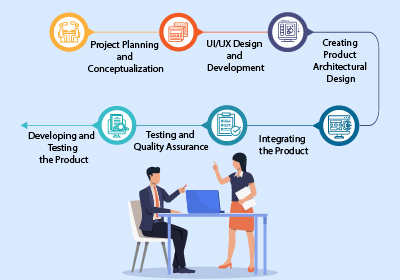 Project Planning
and
Conceptualization
UI/UX Design
and
Development
Creating
Product
Architectural
Design
Developing and
Testing
the Product
Testing and
Quality Assurance
Integrating
the Product